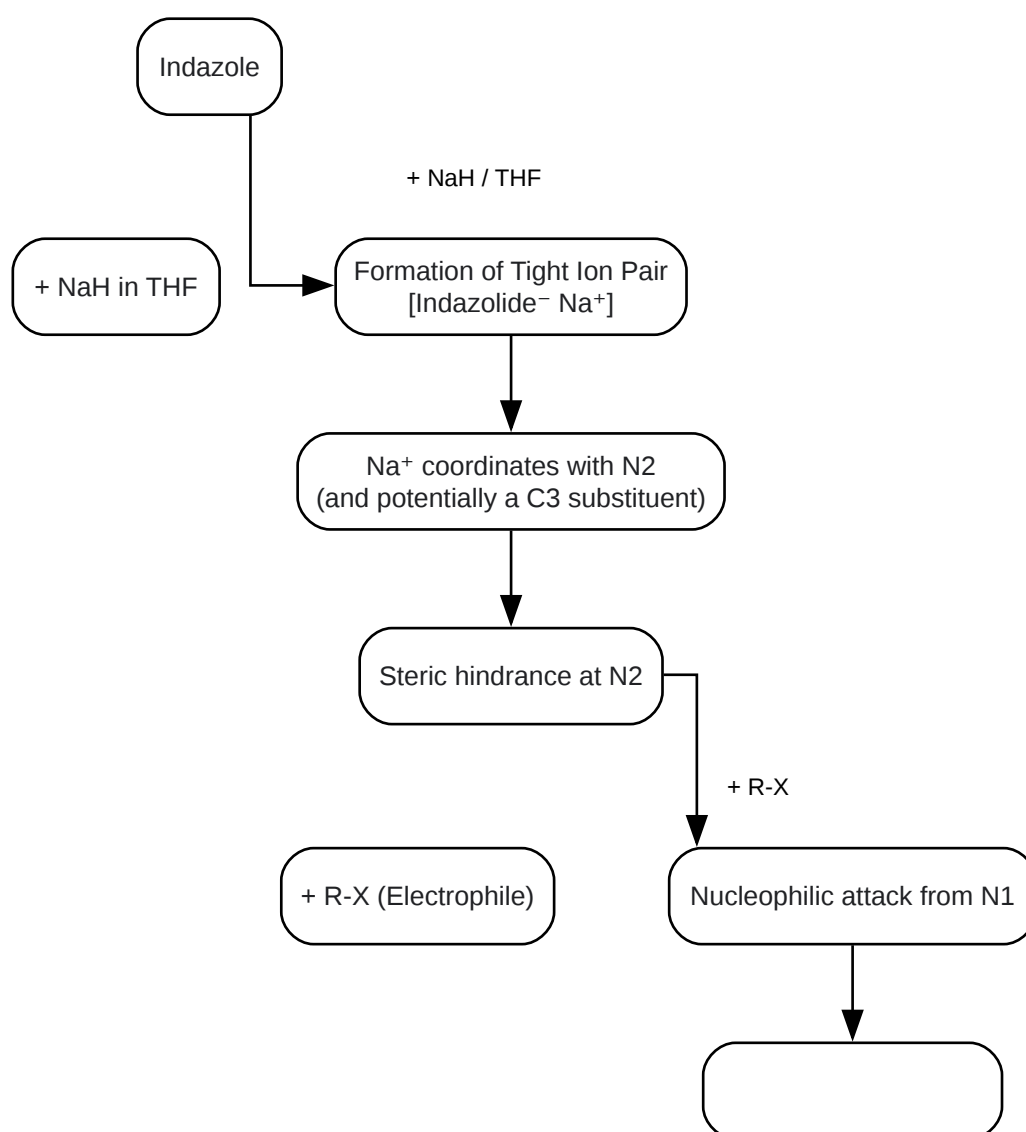 Indazole
+ NaH / THF
+ NaH in THF
Formation of Tight Ion Pair
[Indazolide⁻ Na⁺]
Na⁺ coordinates with N2
(and potentially a C3 substituent)
Steric hindrance at N2
+ R-X
+ R-X (Electrophile)
Nucleophilic attack from N1